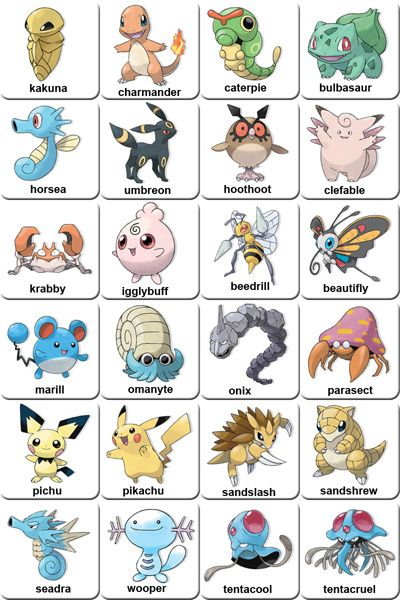 kakuna
charmander
caterpie
bulbasaur
horsea
umbreon
hoothoot
clefable
krabby
igglybuff
beedrill
beautifly
marill
omanyte
onix
parasect
pichu
pikachu
sandslash
sandshrew
seadra
wooper
tentacool
tentacruel